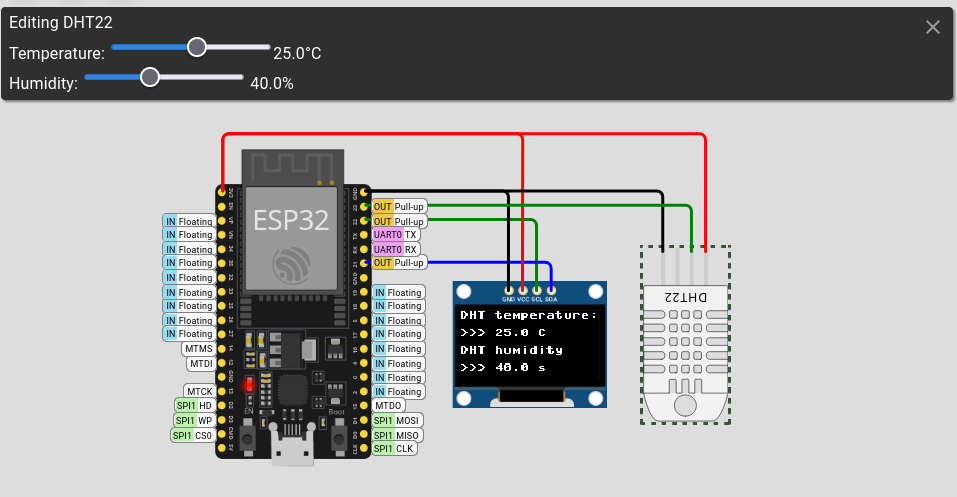 Editing DHT22
Temperature: 25.0°C
Humidity: 40.0%
ESP32
IN Floating
IN Floating
IN Floating
IN Floating
IN Floating
IN Floating
IN Floating
IN Floating
IN Floating
MTMS
MTDI
MTCK
SPI1 HD
SPI1 WP
SPI1 CS0
EN
Boot
OUT Pull-up
OUT Pull-up
UART0 TX
UART0 RX
OUT Pull-up
IN Floating
IN Floating
IN Floating
IN Floating
IN Floating
IN Floating
IN Floating
IN Floating
MTDO
SPI1 MOSI
SPI1 MISO
SPI1 CLK
GND VCC SCL SDA
DHT temperature:
>>> 25.0 C
DHT humidity
>>> 40.0 s
DHT22